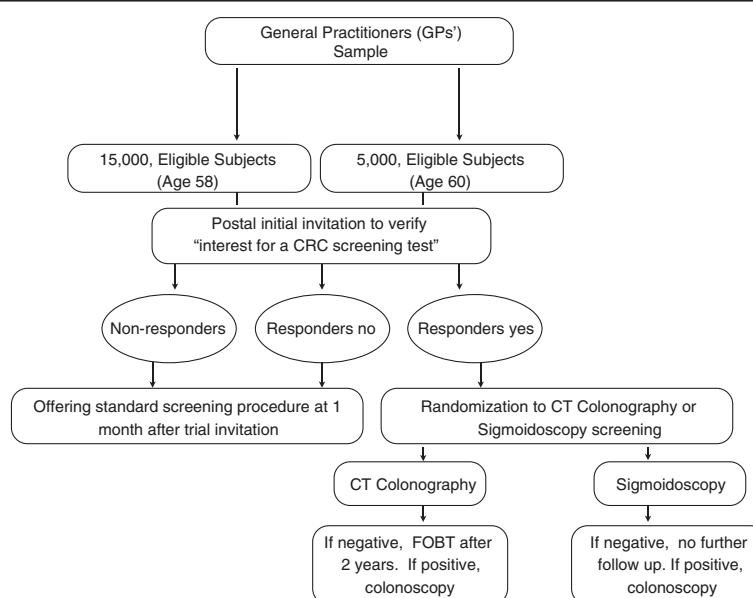 General Practitioners (GPs’)
Sample
15,000, Eligible Subjects
(Age 58)
5,000, Eligible Subjects
(Age 60)
Postal initial invitation to verify
“interest for a CRC screening test”
Non-responders
Responders no
Responders yes
Offering standard screening procedure at 1
month after trial invitation
Randomization to CT Colonography or
Sigmoidoscopy screening
CT Colonography
Sigmoidoscopy
If negative, FOBT after
2 years. If positive,
colonoscopy
If negative, no further
follow up. If positive,
colonoscopy